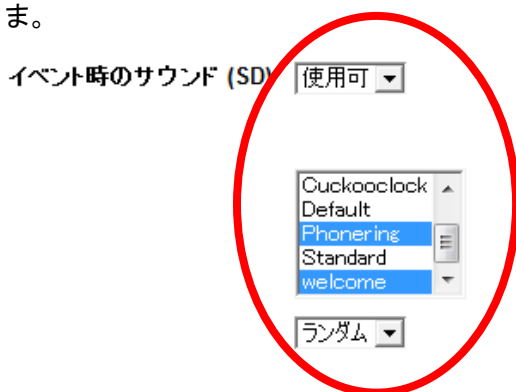 ま。
イベント時のサウンド (SD)
使用可
Cuckooclock
Default
Phonering
Standard
welcome
ランダム